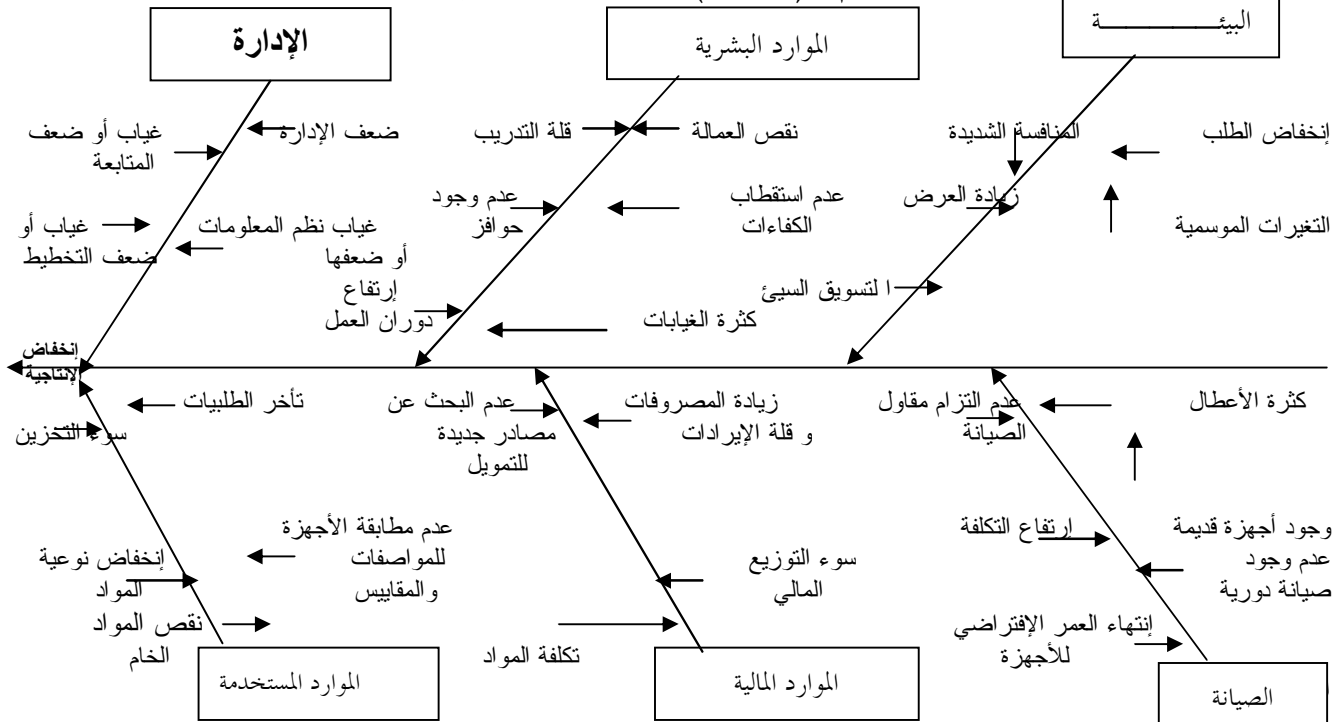 البيئـــــــــــــة
الموارد البشرية
الإدارة
إنخفاض الطلب
المنافسة الشديدة
نقص العمالة
قلة التدريب
ضعف الإدارة
غياب أو ضعف
المتابعة
التغيرات الموسمية
زيادة العرض
عدم استقطاب
الكفاءات
عدم وجود
حوافز
غياب نظم المعلومات
أو ضعفها
غياب أو
ضعف التخطيط
ا لتسويق السيئ
كثرة الغيابات
إرتفاع
دوران العمل
إنخفاض
الإنتاجية
كثرة الأعطال
عدم التزام مقاول
الصيانة
زيادة المصروفات
و قلة الإيرادات
عدم البحث عن
مصادر جديدة
للتمويل
تأخر الطلبيات
سوء التخزين
وجود أجهزة قديمة
عدم وجود
صيانة دورية
إرتفاع التكلفة
سوء التوزيع
المالي
عدم مطابقة الأجهزة
للمواصفات
والمقاييس
إنخفاض نوعية
المواد
إنتهاء العمر الإفتراضي
للأجهزة
تكلفة المواد
نقص المواد
الخام
الصيانة
الموارد المالية
الموارد المستخدمة